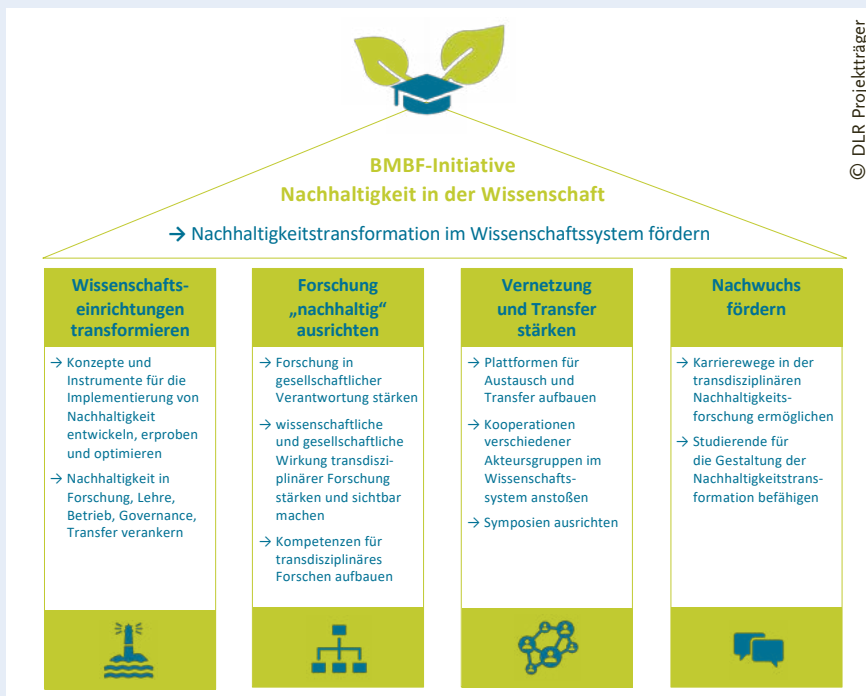 © DLR Projektträger
BMBF-Initiative
Nachhaltigkeit in der Wissenschaft
→ Nachhaltigkeitstransformation im Wissenschaftssystem fördern
Wissenschafts-
einrichtungen
transformieren
→ Konzepte und
Instrumente für die
Implementierung von
Nachhaltigkeit
entwickeln, erproben
und optimieren
→ Nachhaltigkeit in
Forschung, Lehre,
Betrieb, Governance,
Transfer verankern
Forschung
„nachhaltig“
ausrichten
→ Forschung in
gesellschaftlicher
Verantwortung stärken
→ wissenschaftliche
und gesellschaftliche
Wirkung transdiszi-
plinärer Forschung
stärken und sichtbar
machen
→ Kompetenzen für
transdisziplinäres
Forschen aufbauen
Vernetzung
und Transfer
stärken
→ Plattformen für
Austausch und
Transfer aufbauen
→ Kooperationen
verschiedener
Akteursgruppen im
Wissenschafts-
system anstoßen
→ Symposien ausrichten
Nachwuchs
fördern
→ Karrierewege in der
transdisziplinären
Nachhaltigkeits-
forschung ermöglichen
→ Studierende für
die Gestaltung der
Nachhaltigkeitstrans-
formation befähigen